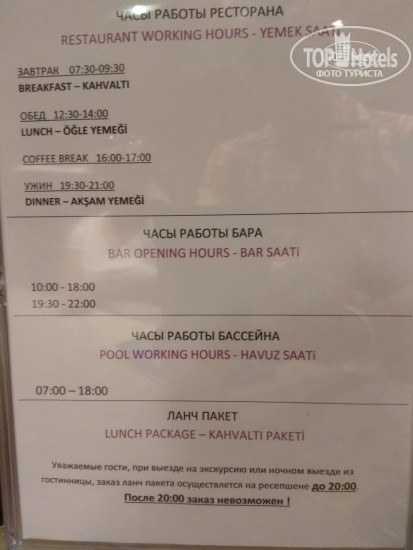 ЧАСЫ РАБОТЫ РЕСТОРАНА
RESTAURANT WORKING HOURS - YEMEK SAATİ
TOP Hotels
ФОТО ТУРИСТА
ЗАВТРАК 07:30-09:30
BREAKFAST – KAHVALTI
ОБЕД 12:30-14:00
LUNCH – ÖĞLE YEMEĞİ
COFFEE BREAK 16:00-17:00
УЖИН 19:30-21:00
DINNER – AKŞAM YEMEĞİ
ЧАСЫ РАБОТЫ БАРА
BAR OPENING HOURS - BAR SAATİ
10:00 - 18:00
19:30 - 22:00
ЧАСЫ РАБОТЫ БАССЕЙНА
POOL WORKING HOURS - HAVUZ SAATİ
07:00 – 18:00
ЛАНЧ ПАКЕТ
LUNCH PACKAGE – KAHVALTI PAKETİ
Уважаемые гости, при выезде на экскурсию или ночном выезде из
гостинницы, заказ ланч пакета осуществлется на ресепшене до 20:00.
После 20:00 заказ невозможен !